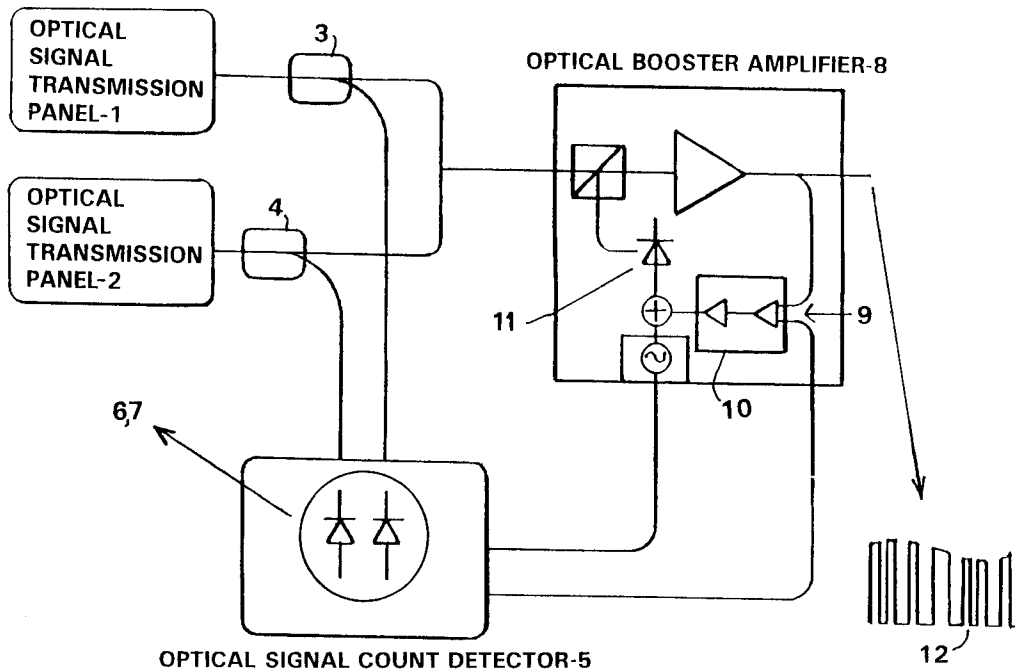 OPTICAL
SIGNAL
TRANSMISSION
PANEL-1
3
OPTICAL BOOSTER AMPLIFIER-8
OPTICAL
SIGNAL
TRANSMISSION
PANEL-2
4
11
9
10
6,7
12
OPTICAL SIGNAL COUNT DETECTOR-5